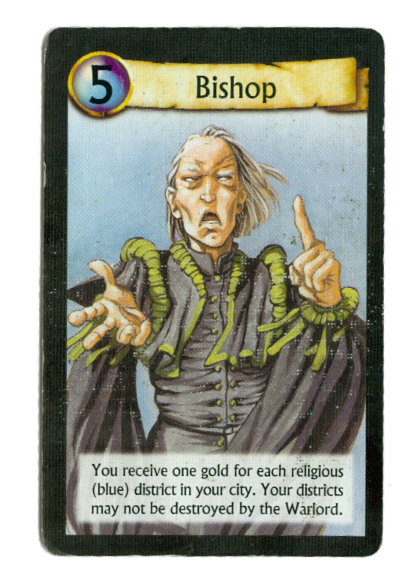 5
Bishop
You receive one gold for each religious
(blue) district in your city. Your districts
may not be destroyed by the Warlord.